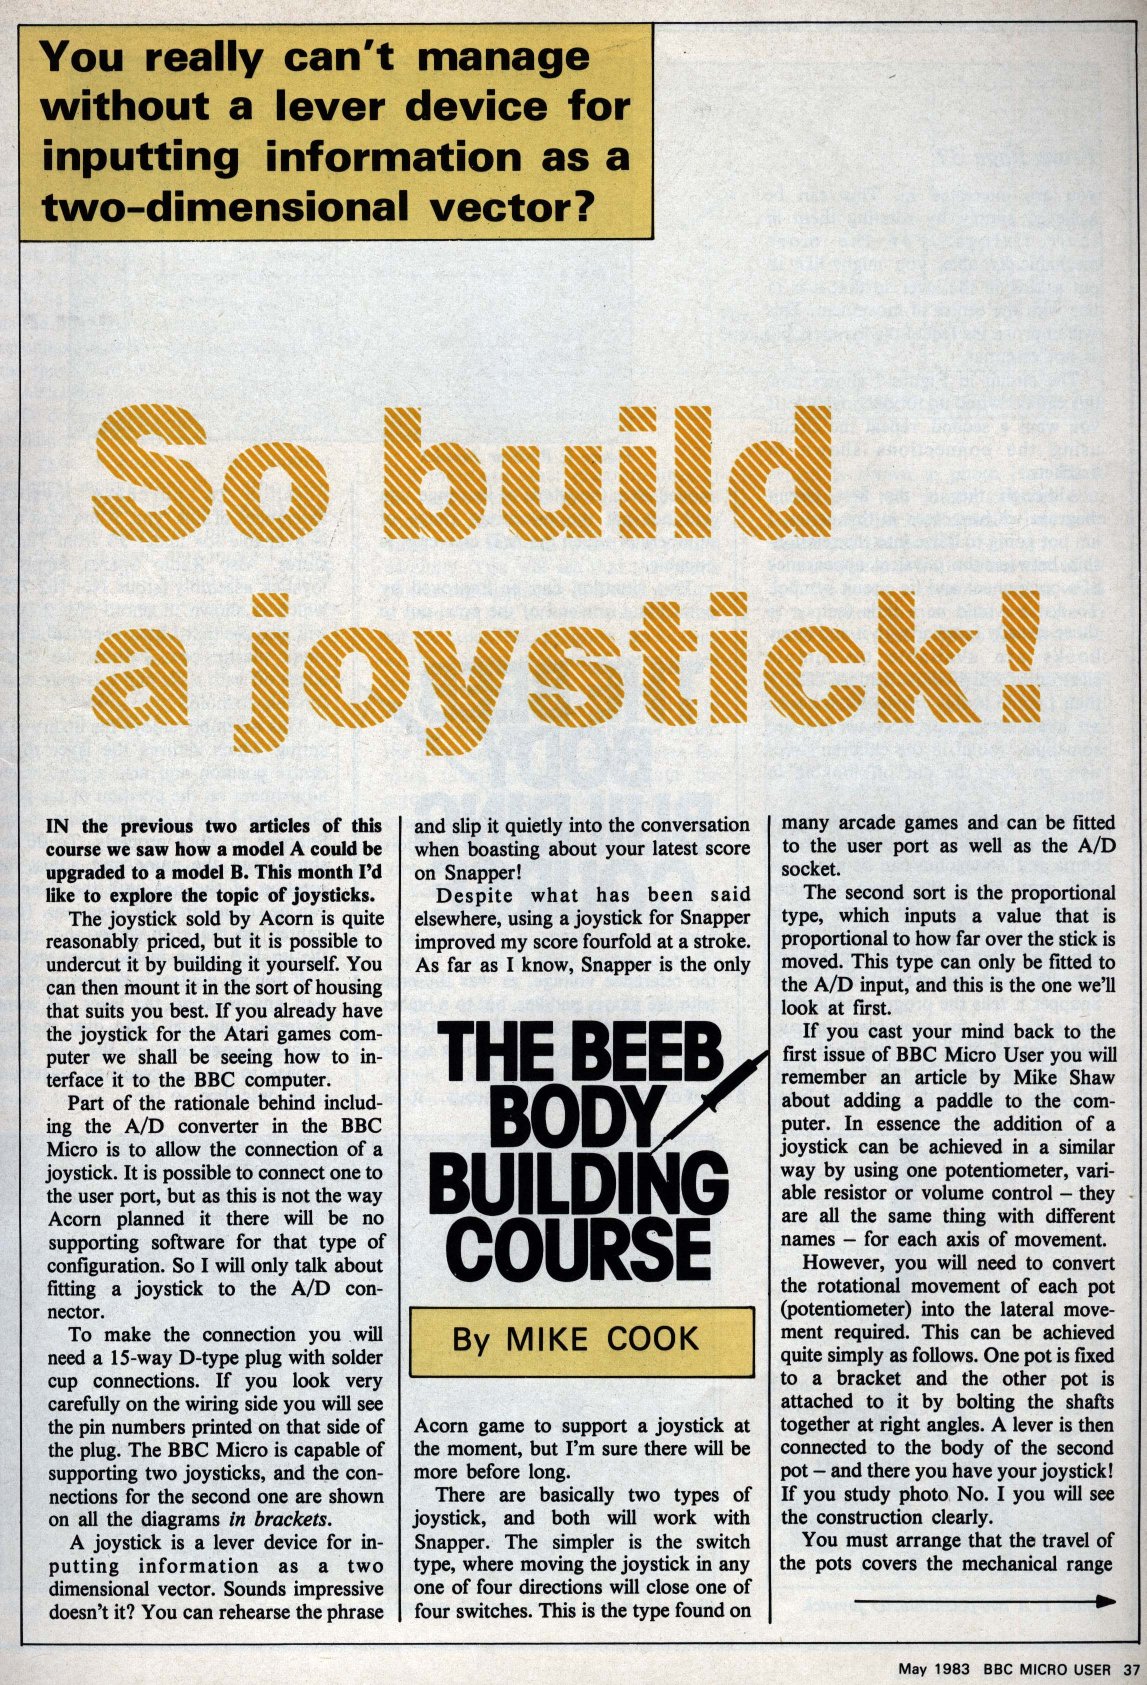 You really can't manage
without a lever device for
inputting information as a
two-dimensional vector?
So build
a joystick!
IN the previous two articles of this
course we saw how a model A could be
upgraded to a model B. This month I'd
like to explore the topic of joysticks.
The joystick sold by Acorn is quite
reasonably priced, but it is possible to
undercut it by building it yourself. You
can then mount it in the sort of housing
that suits you best. If you already have
the joystick for the Atari games com-
puter we shall be seeing how to in-
terface it to the BBC computer.
Part of the rationale behind includ-
ing the A/D converter in the BBC
Micro is to allow the connection of a
joystick. It is possible to connect one to
the user port, but as this is not the way
Acorn planned it there will be no
supporting software for that type of
configuration. So I will only talk about
fitting a joystick to the A/D con-
nector.
To make the connection you will
need a 15-way D-type plug with solder
cup connections. If you look very
carefully on the wiring side you will see
the pin numbers printed on that side of
the plug. The BBC Micro is capable of
supporting two joysticks, and the con-
nections for the second one are shown
on all the diagrams in brackets.
A joystick is a lever device for in-
putting information as a two
dimensional vector. Sounds impressive
doesn't it? You can rehearse the phrase
and slip it quietly into the conversation
when boasting about your latest score
on Snapper!
Despite what has been said
elsewhere, using a joystick for Snapper
improved my score fourfold at a stroke.
As far as I know, Snapper is the only
THE BEEB
BODY
BUILDING
COURSE
By MIKE COOK
Acorn game to support a joystick at
the moment, but I'm sure there will be
more before long.
There are basically two types of
joystick, and both will work with
Snapper. The simpler is the switch
type, where moving the joystick in any
one of four directions will close one of
four switches. This is the type found on
many arcade games and can be fitted
to the user port as well as the A/D
socket.
The second sort is the proportional
type, which inputs a value that is
proportional to how far over the stick is
moved. This type can only be fitted to
the A/D input, and this is the one we'll
look at first.
If you cast your mind back to the
first issue of BBC Micro User you will
remember an article by Mike Shaw
about adding a paddle to the com-
puter. In essence the addition of a
joystick can be achieved in a similar
way by using one potentiometer, vari-
able resistor or volume control – they
are all the same thing with different
names – for each axis of movement.
However, you will need to convert
the rotational movement of each pot
(potentiometer) into the lateral move-
ment required. This can be achieved
quite simply as follows. One pot is fixed
to a bracket and the other pot is
attached to it by bolting the shafts
together at right angles. A lever is then
connected to the body of the second
pot – and there you have your joystick!
If you study photo No. I you will see
the construction clearly.
You must arrange that the travel of
the pots covers the mechanical range
May 1983 BBC MICRO USER 37